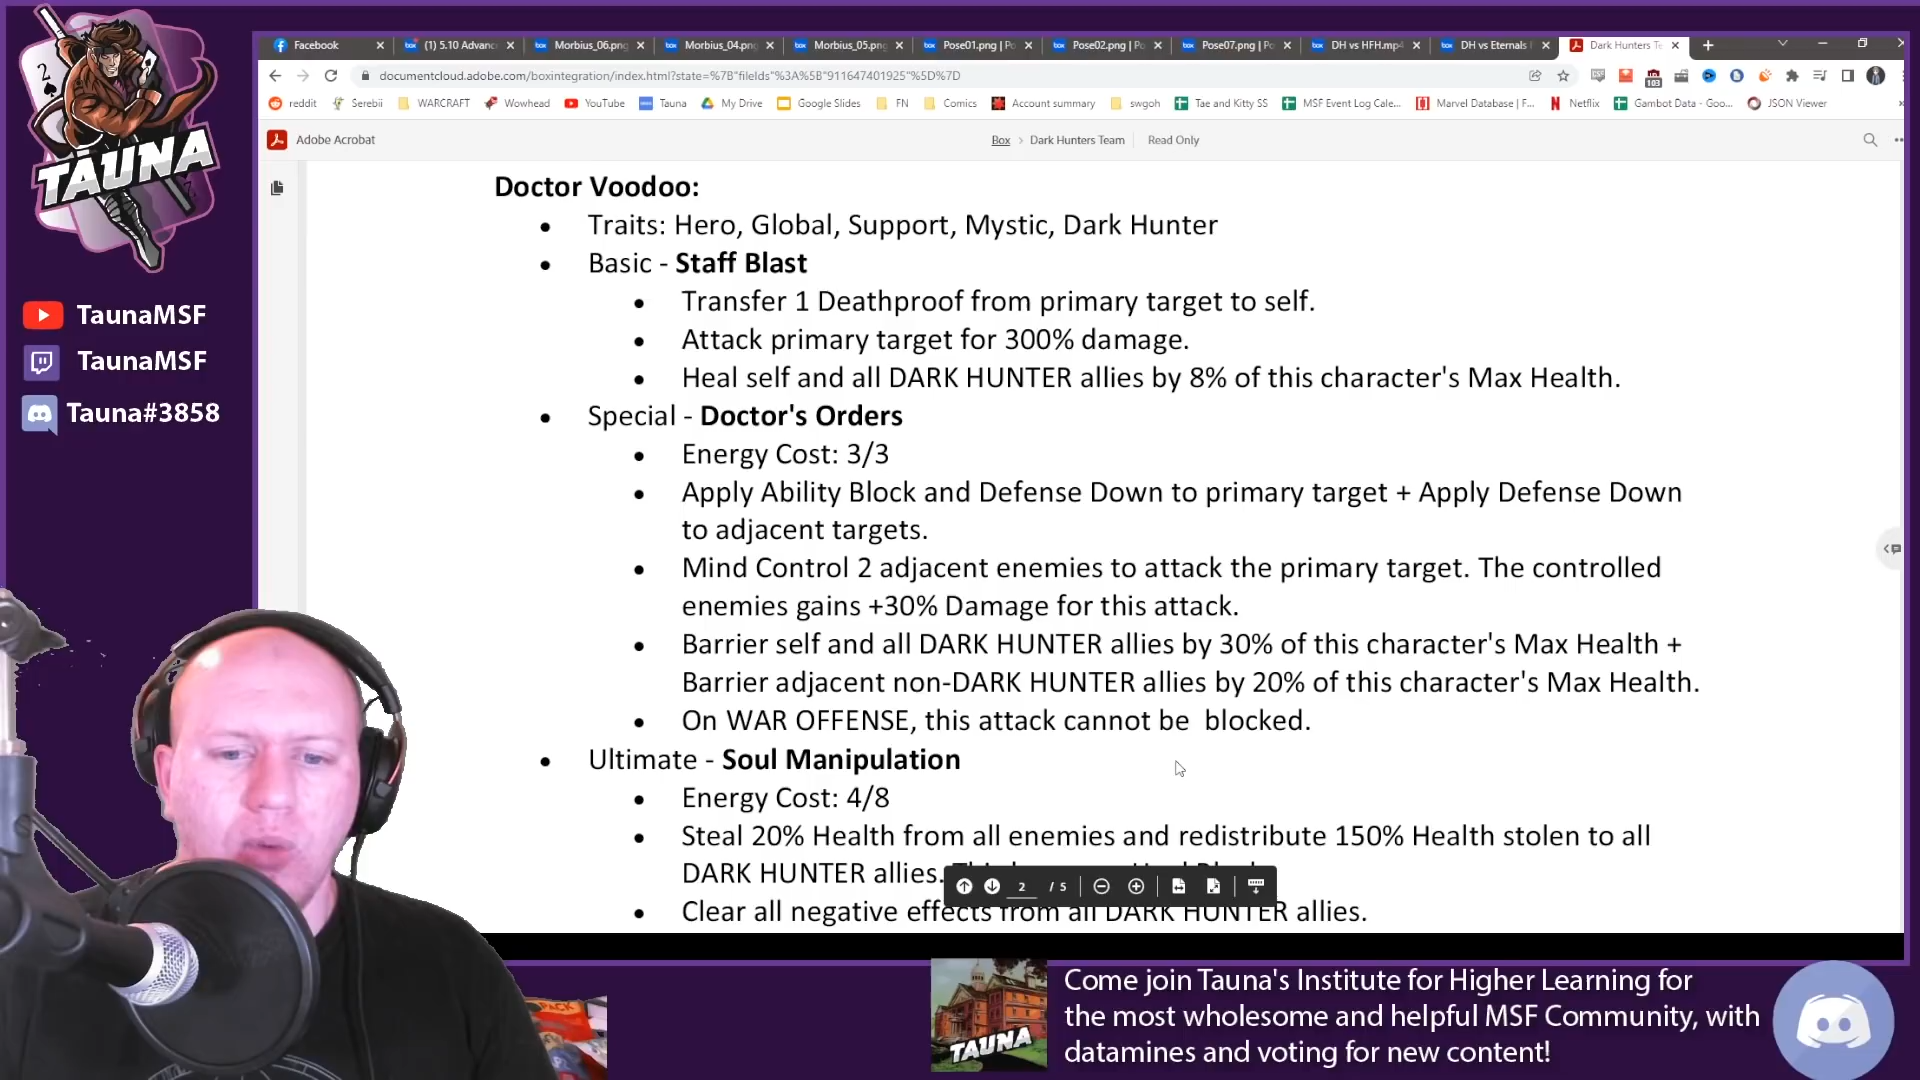 2
TAUNA
TaunaMSF
TaunaMSF
Tauna#3858
Facebook
(1) 5.10 Advanc
Morbius_06.png
Morbius_04.png
Morbius_05.png
Pose01.png | Po
Pose02.png | Po
Pose07.png | Po
DH vs HFH.mp4
DH vs Eternals
Dark Hunters Te
documentcloud.adobe.com/boxintegration/index.html?state=%7B"fileIds"%3A%5B"911647401925"%5D%7D
103
reddit
Serebii
WARCRAFT
Wowhead
YouTube
Tauna
My Drive
Google Slides
FN
Comics
Account summary
swgoh
Tae and Kitty SS
MSF Event Log Cale...
Marvel Database | F...
Netflix
Gambot Data - Goo...
JSON Viewer
Adobe Acrobat
Box > Dark Hunters Team
Read Only
Doctor Voodoo:
• Traits: Hero, Global, Support, Mystic, Dark Hunter
• Basic - Staff Blast
• Transfer 1 Deathproof from primary target to self.
• Attack primary target for 300% damage.
• Heal self and all DARK HUNTER allies by 8% of this character's Max Health.
• Special - Doctor's Orders
• Energy Cost: 3/3
• Apply Ability Block and Defense Down to primary target + Apply Defense Down
to adjacent targets.
• Mind Control 2 adjacent enemies to attack the primary target. The controlled
enemies gains +30% Damage for this attack.
• Barrier self and all DARK HUNTER allies by 30% of this character's Max Health +
Barrier adjacent non-DARK HUNTER allies by 20% of this character's Max Health.
• On WAR OFFENSE, this attack cannot be  blocked.
• Ultimate - Soul Manipulation
• Energy Cost: 4/8
• Steal 20% Health from all enemies and redistribute 150% Health stolen to all
DARK HUNTER allies.
2 / 5
• Clear all negative effects from all DARK HUNTER allies.
TAUNA
Come join Tauna's Institute for Higher Learning for
the most wholesome and helpful MSF Community, with
datamines and voting for new content!